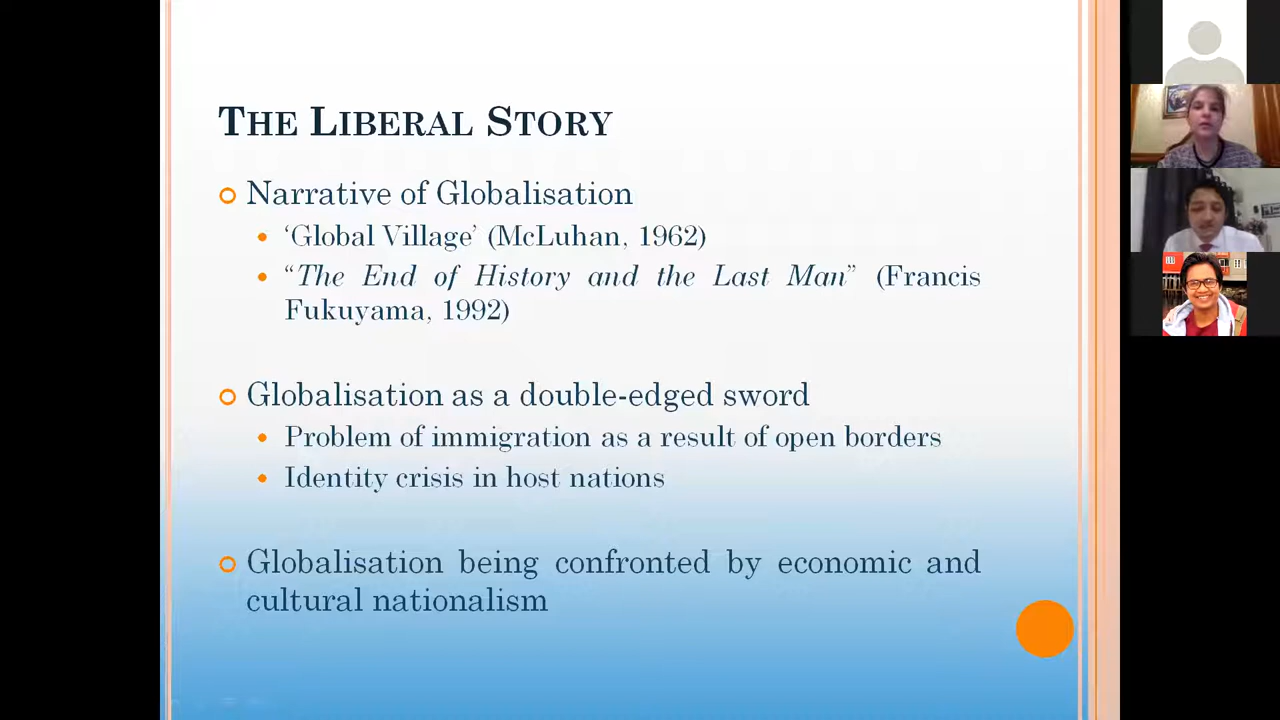 THE LIBERAL STORY
Narrative of Globalisation
‘Global Village’ (McLuhan, 1962)
“The End of History and the Last Man” (Francis
Fukuyama, 1992)
Globalisation as a double-edged sword
Problem of immigration as a result of open borders
Identity crisis in host nations
Globalisation being confronted by economic and
cultural nationalism